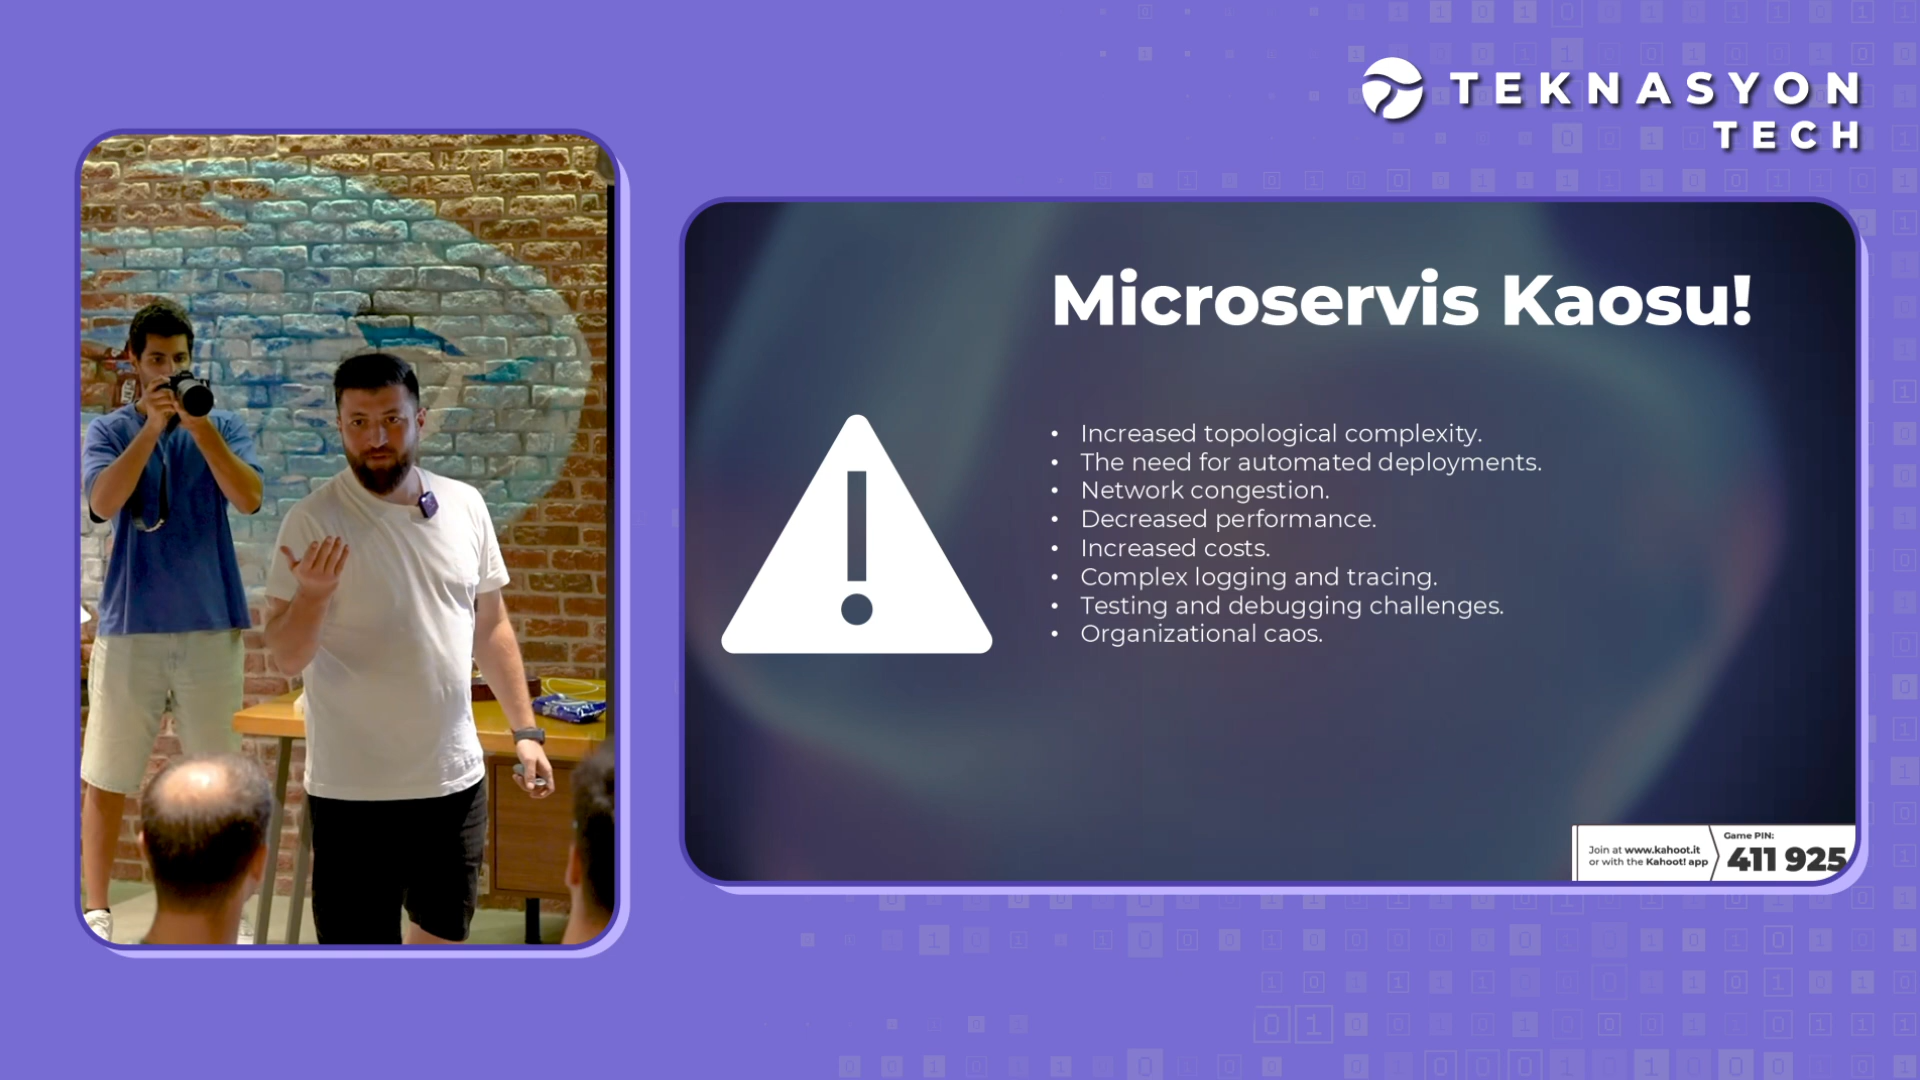 TEKNASYON
TECH
Microservis Kaosu!
• Increased topological complexity.
• The need for automated deployments.
• Network congestion.
• Decreased performance.
• Increased costs.
• Complex logging and tracing.
• Testing and debugging challenges.
• Organizational caos.
Join at www.kahoot.it
or with the Kahoot! app
Game PIN:
411 925